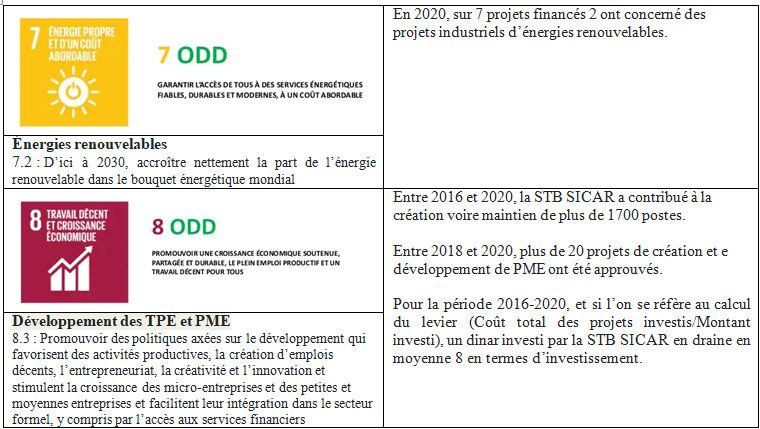 7 ÉNERGIE PROPRE
ET D'UN COÛT
ABORDABLE
7 ODD
GARANTIR L'ACCÈS DE TOUS À DES SERVICES ÉNERGÉTIQUES
FIABLES, DURABLES ET MODERNES, À UN COÛT ABORDABLE
Énergies renouvelables
7.2 : D'ici à 2030, accroître nettement la part de l'énergie
renouvelable dans le bouquet énergétique mondial
En 2020, sur 7 projets financés 2 ont concerné des
projets industriels d'énergies renouvelables.
8 TRAVAIL DÉCENT
ET CROISSANCE
ÉCONOMIQUE
8 ODD
PROMOUVOIR UNE CROISSANCE ÉCONOMIQUE SOUTENUE,
PARTAGÉE ET DURABLE, LE PLEIN EMPLOI PRODUCTIF ET UN
TRAVAIL DÉCENT POUR TOUS
Développement des TPE et PME
8.3 : Promouvoir des politiques axées sur le développement qui
favorisent des activités productives, la création d'emplois
décents, l'entrepreneuriat, la créativité et l'innovation et
stimulent la croissance des micro-entreprises et des petites et
moyennes entreprises et facilitent leur intégration dans le secteur
formel, y compris par l'accès aux services financiers
Entre 2016 et 2020, la STB SICAR a contribué à la
création voire maintien de plus de 1700 postes.
Entre 2018 et 2020, plus de 20 projets de création et e
développement de PME ont été approuvés.
Pour la période 2016-2020, et si l'on se réfère au calcul
du levier (Coût total des projets investis/Montant
investi), un dinar investi par la STB SICAR en draine en
moyenne 8 en termes d'investissement.